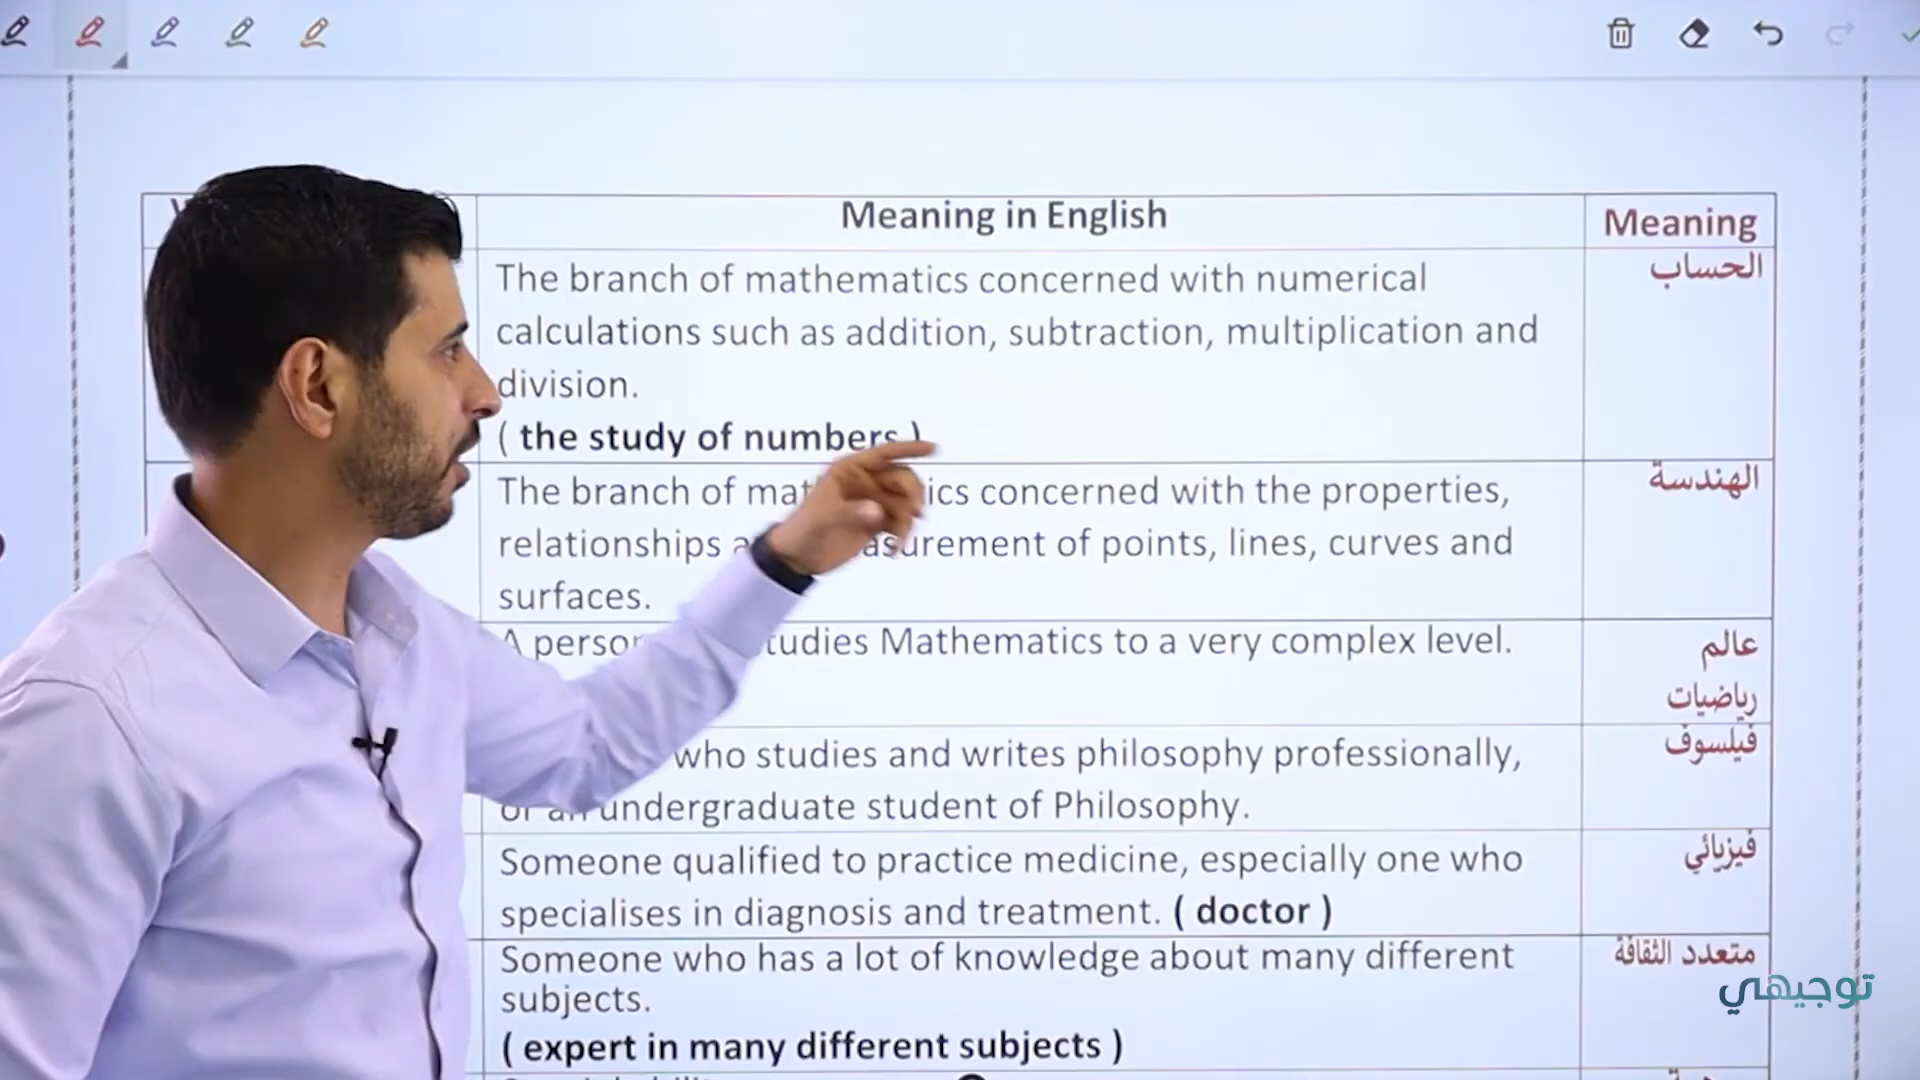 Meaning in English
Meaning
The branch of mathematics concerned with numerical
calculations such as addition, subtraction, multiplication and
division.
( the study of numbers )
الحساب
The branch of concerned with the properties,
relationships of points, lines, curves and
surfaces.
الهندسة
A Mathematics to a very complex level.
عالم
رياضيات
who studies and writes philosophy professionally,
undergraduate student of Philosophy.
فيلسوف
Someone qualified to practice medicine, especially one who
specialises in diagnosis and treatment. ( doctor )
فيزيائي
Someone who has a lot of knowledge about many different
subjects.
( expert in many different subjects )
متعدد الثقافة
توجيهي